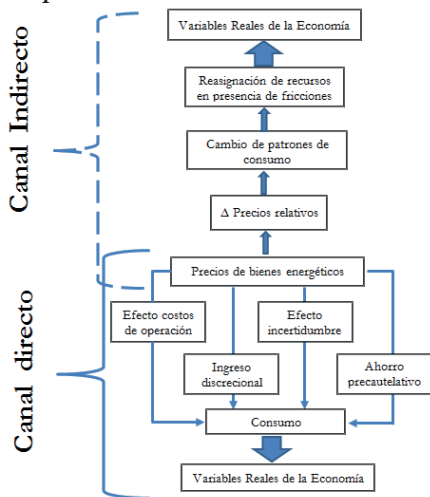 Variables Reales de la Economía
Reasignación de recursos
en presencia de fricciones
Cambio de patrones de
consumo
Δ Precios relativos
Canal Indirecto
Precios de bienes energéticos
Efecto costos
de operación
Efecto
incertidumbre
Ingreso
discrecional
Ahorro
precautelativo
Consumo
Variables Reales de la Economía
Canal directo